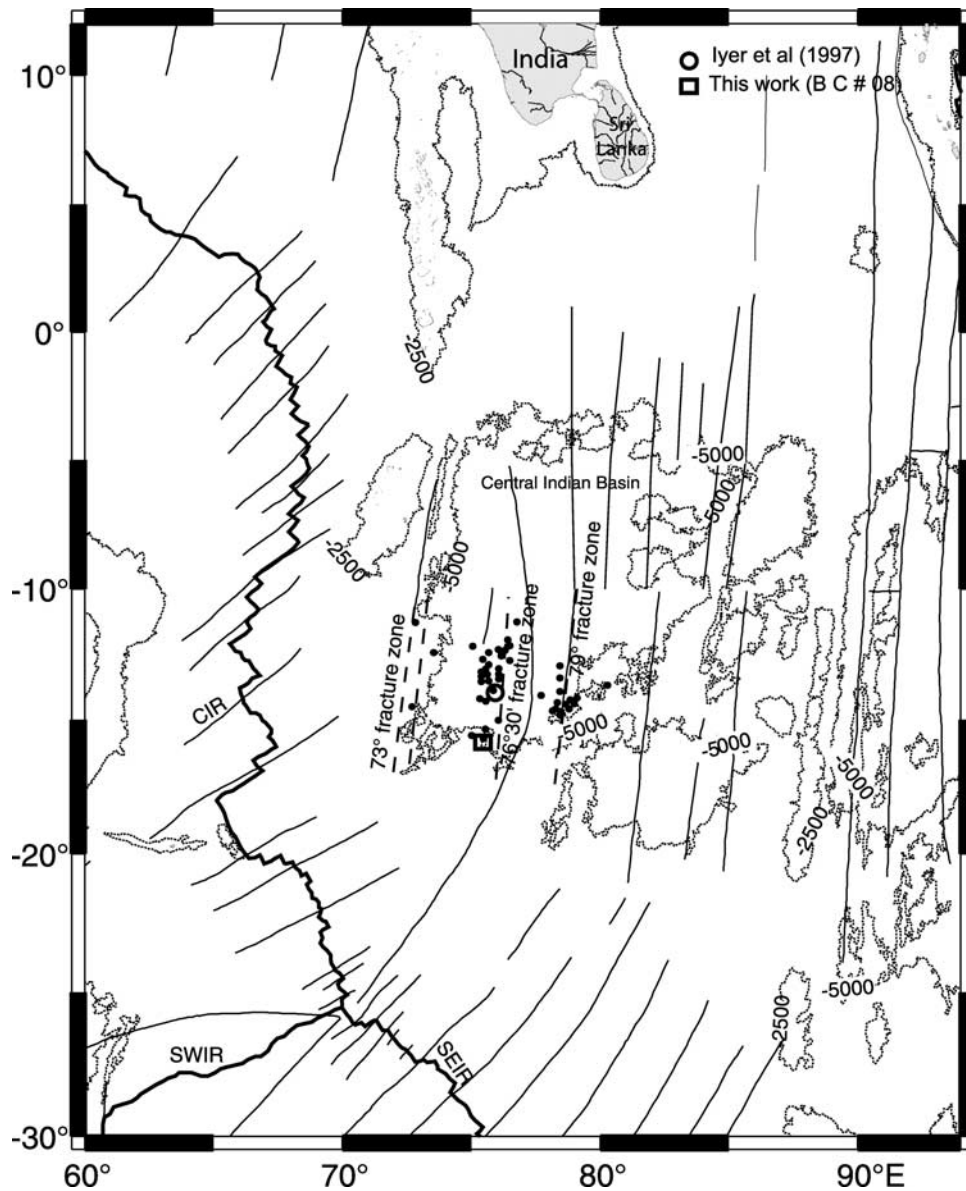 10°
0°
-10°
-20°
-30°
60°
70°
80°
90°E
India
Sri
Lanka
Iyer et al (1997)
This work (B C # 08)
-2500
Central Indian Basin
-5000
-5000
-2500
-5000
73° fracture zone
76°30' fracture zone
79° fracture zone
-5000
-5000
-5000
-2500
-5000
-2500
CIR
SWIR
SEIR